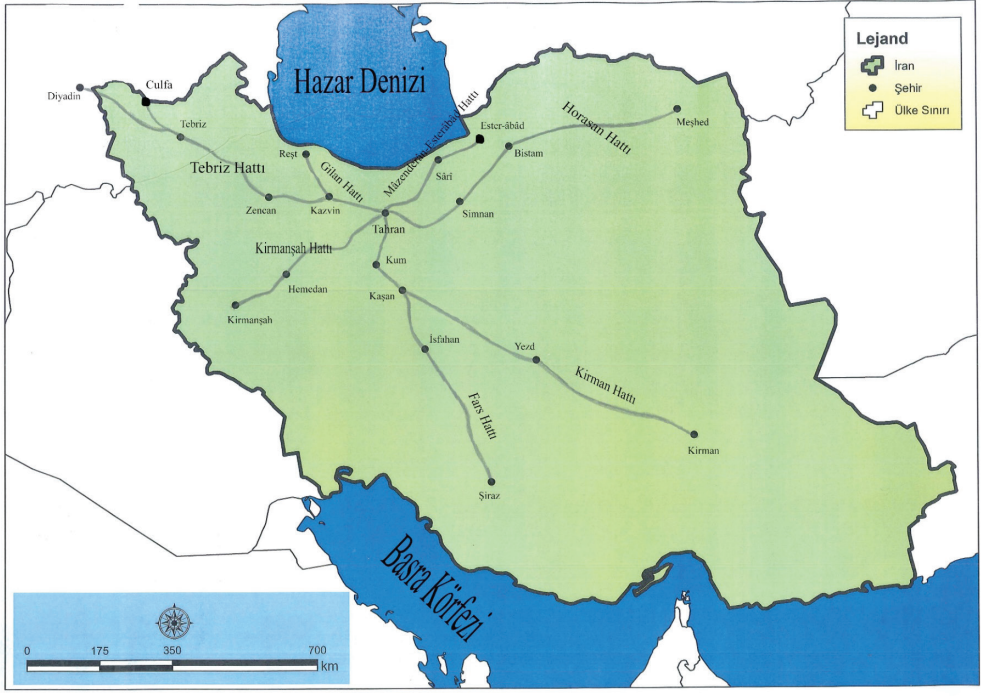 Hazar Denizi
Lejand
İran
Şehir
Ülke Sınırı
Diyadin
Culfa
Tebriz
Tebriz Hattı
Reşt
Gilan Hattı
Mâzenderan-Esterâbâd Hattı
Ester-âbâd
Sârî
Horasan Hattı
Meşhed
Bistam
Zencan
Kazvin
Simnan
Tahran
Kirmanşah Hattı
Kum
Hemedan
Kaşan
Kirmanşah
İsfahan
Yezd
Kirman Hattı
Fars Hattı
Kirman
Şiraz
Basra Körfezi
0 175 350 700
km